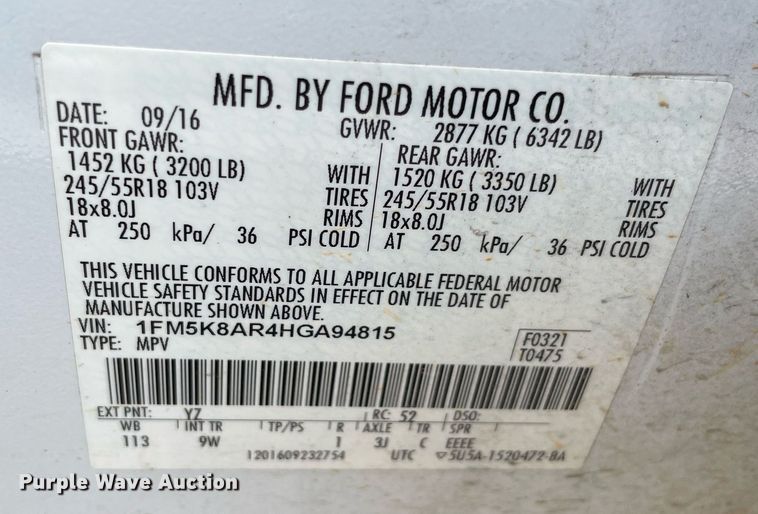 MFD. BY FORD MOTOR CO.
DATE: 09/16 GVWR: 2877 KG ( 6342 LB)
FRONT GAWR: REAR GAWR:
1452 KG ( 3200 LB) WITH 1520 KG ( 3350 LB) WITH
245/55R18 103V TIRES 245/55R18 103V TIRES
18x8.0J RIMS 18x8.0J RIMS
AT 250 kPa/ 36 PSI COLD AT 250 kPa/ 36 PSI COLD
THIS VEHICLE CONFORMS TO ALL APPLICABLE FEDERAL MOTOR
VEHICLE SAFETY STANDARDS IN EFFECT ON THE DATE OF
MANUFACTURE SHOWN ABOVE.
VIN: 1FM5K8AR4HGA94815 F0321
TYPE: MPV T0475
EXT PNT: YZ RC: 52 DSO:
WB INT TR TP/PS R AXLE TR SPR
113 9W 1 3J C EEEE
1201609232754 UTC ▽5U5A-1520472-BA
Purple Wave Auction